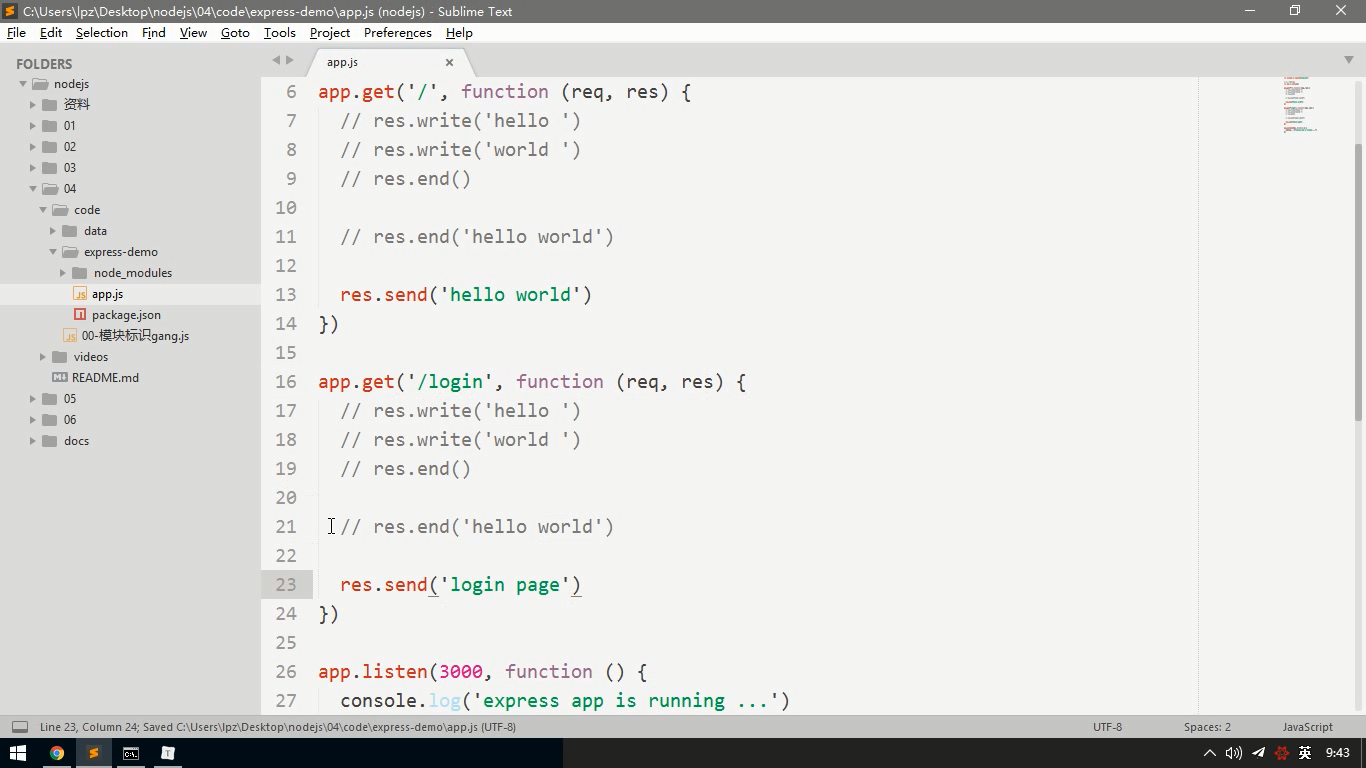 C:\Users\lpz\Desktop\nodejs\04\code\express-demo\app.js (nodejs) - Sublime Text
File Edit Selection Find View Goto Tools Project Preferences Help
FOLDERS
nodejs
资料
01
02
03
04
code
data
express-demo
node_modules
app.js
package.json
00-模块标识gang.js
videos
README.md
05
06
docs
app.js
6 app.get('/', function (req, res) {
7 // res.write('hello ')
8 // res.write('world ')
9 // res.end()
10
11 // res.end('hello world')
12
13 res.send('hello world')
14 })
15
16 app.get('/login', function (req, res) {
17 // res.write('hello ')
18 // res.write('world ')
19 // res.end()
20
21 // res.end('hello world')
22
23 res.send('login page')
24 })
25
26 app.listen(3000, function () {
27 console.log('express app is running ...')
Line 23, Column 24; Saved C:\Users\lpz\Desktop\nodejs\04\code\express-demo\app.js (UTF-8) UTF-8 Spaces: 2 JavaScript
英 9:43